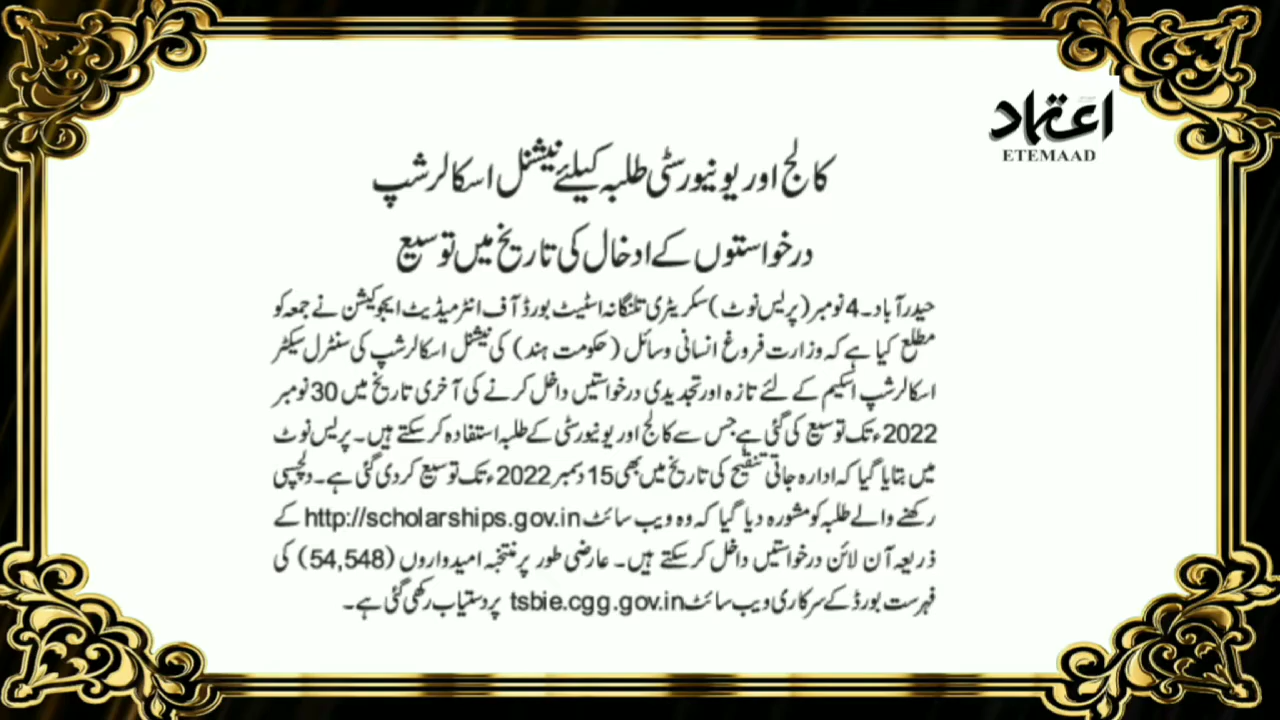 اعتماد
ETEMAAD
کالج اور یونیورسٹی طلبہ کیلئے نیشنل اسکالرشپ
درخواستوں کے ادخال کی تاریخ میں توسیع
حیدرآباد۔4 نومبر (پریس نوٹ) سکریٹری تلنگانہ اسٹیٹ بورڈ آف انٹرمیڈیٹ ایجوکیشن نے جمعہ کو
مطلع کیا ہے کہ وزارت فروغ انسانی وسائل (حکومت ہند) کی نیشنل اسکالرشپ کی سنٹرل سیکٹر
اسکالرشپ اسکیم کے لئے تازہ اور تجدیدی درخواستیں داخل کرنے کی آخری تاریخ میں 30 نومبر
2022ء تک توسیع کی گئی ہے جس سے کالج اور یونیورسٹی کے طلبہ استفادہ کرسکتے ہیں۔ پریس نوٹ
میں بتایا گیا کہ ادارہ جاتی تنقیح کی تاریخ میں بھی 15 دسمبر 2022ء تک توسیع کردی گئی ہے۔ دلچسپی
رکھنے والے طلبہ کو مشورہ دیا گیا کہ وہ ویب سائٹ http://scholarships.gov.in کے
ذریعہ آن لائن درخواستیں داخل کرسکتے ہیں۔ عارضی طور پر منتخبہ امیدواروں (54,548) کی
فہرست بورڈ کے سرکاری ویب سائٹ tsbie.cgg.gov.in پر دستیاب رکھی گئی ہے۔